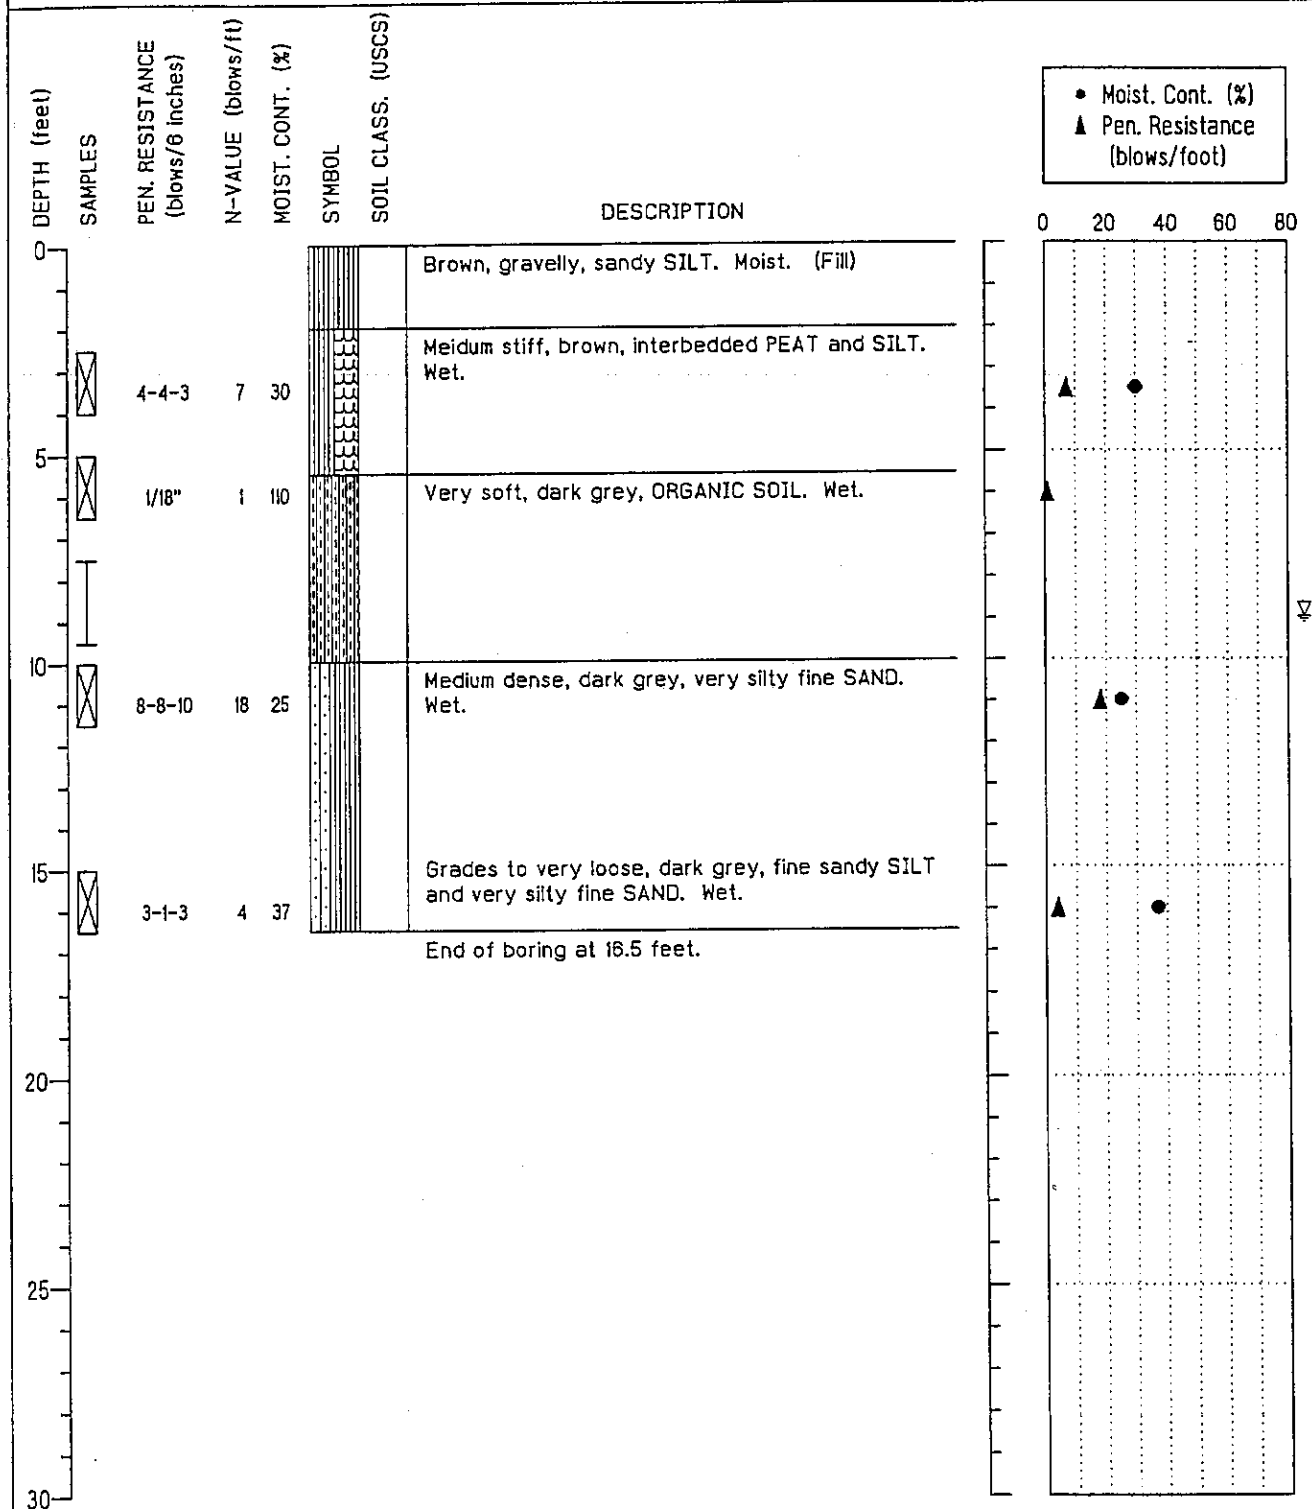 DEPTH (feet)
SAMPLES
PEN. RESISTANCE
(blows/6 inches)
N-VALUE (blows/ft)
MOIST. CONT. (%)
SYMBOL
SOIL CLASS. (USCS)
DESCRIPTION
• Moist. Cont. (%)
▲ Pen. Resistance
(blows/foot)
0 20 40 60 80
0
Brown, gravelly, sandy SILT. Moist. (Fill)
Meidum stiff, brown, interbedded PEAT and SILT.
Wet.
4-4-3 7 30
5
Very soft, dark grey, ORGANIC SOIL. Wet.
1/18" 1 110
10
Medium dense, dark grey, very silty fine SAND.
Wet.
8-8-10 18 25
15
Grades to very loose, dark grey, fine sandy SILT
and very silty fine SAND. Wet.
3-1-3 4 37
End of boring at 16.5 feet.
20
25
30